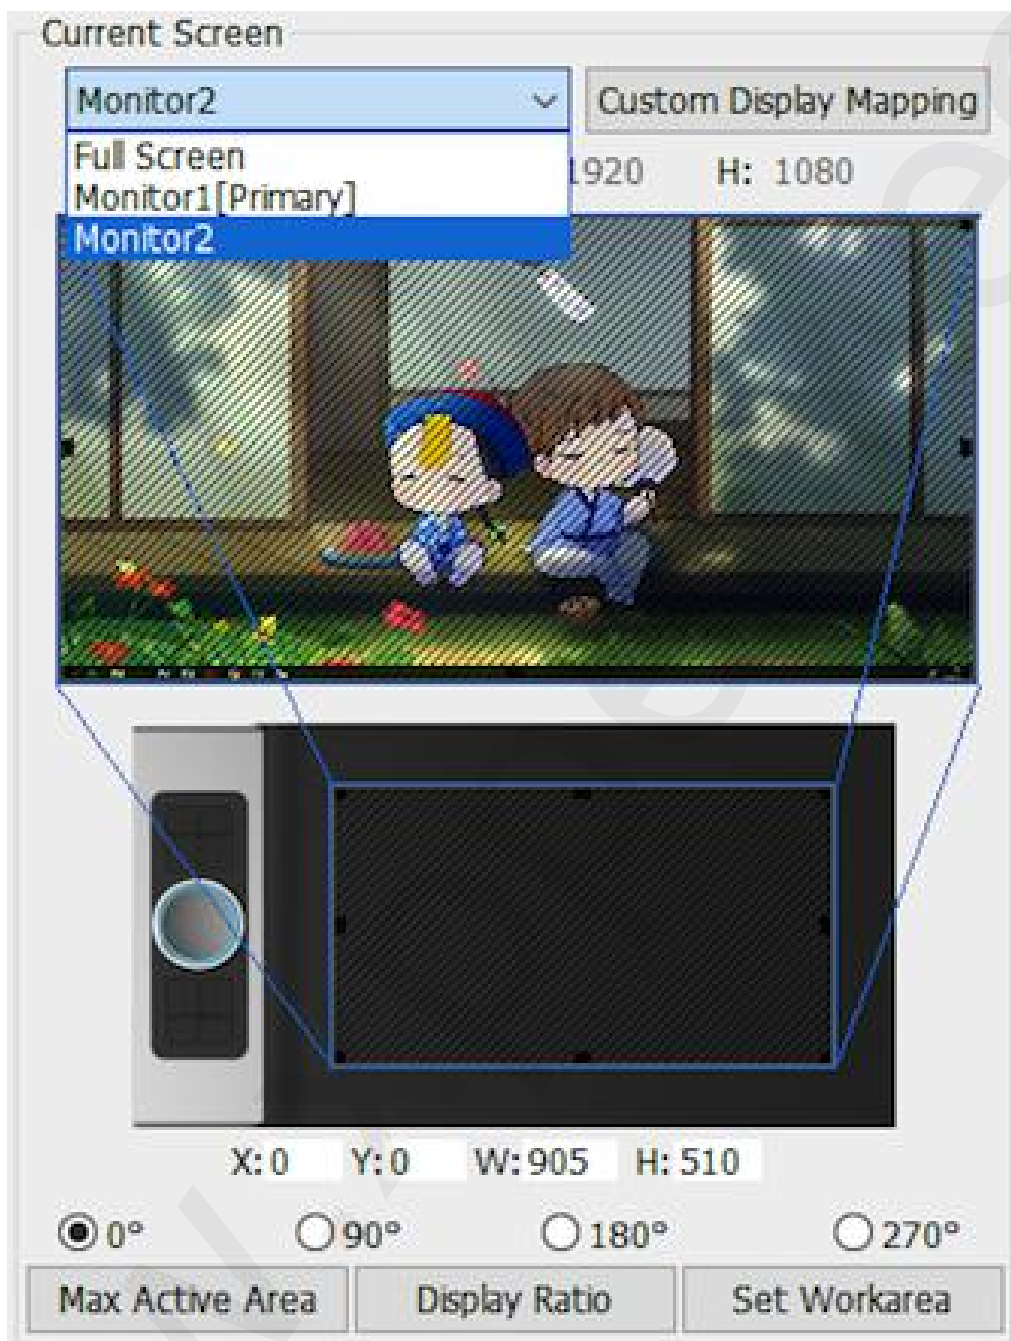 Current Screen
Monitor2 Custom Display Mapping
Full Screen
1920 H: 1080
Monitor1[Primary]
Monitor2
X: 0 Y: 0 W: 905 H: 510
0° 90° 180° 270°
Max Active Area Display Ratio Set Workarea